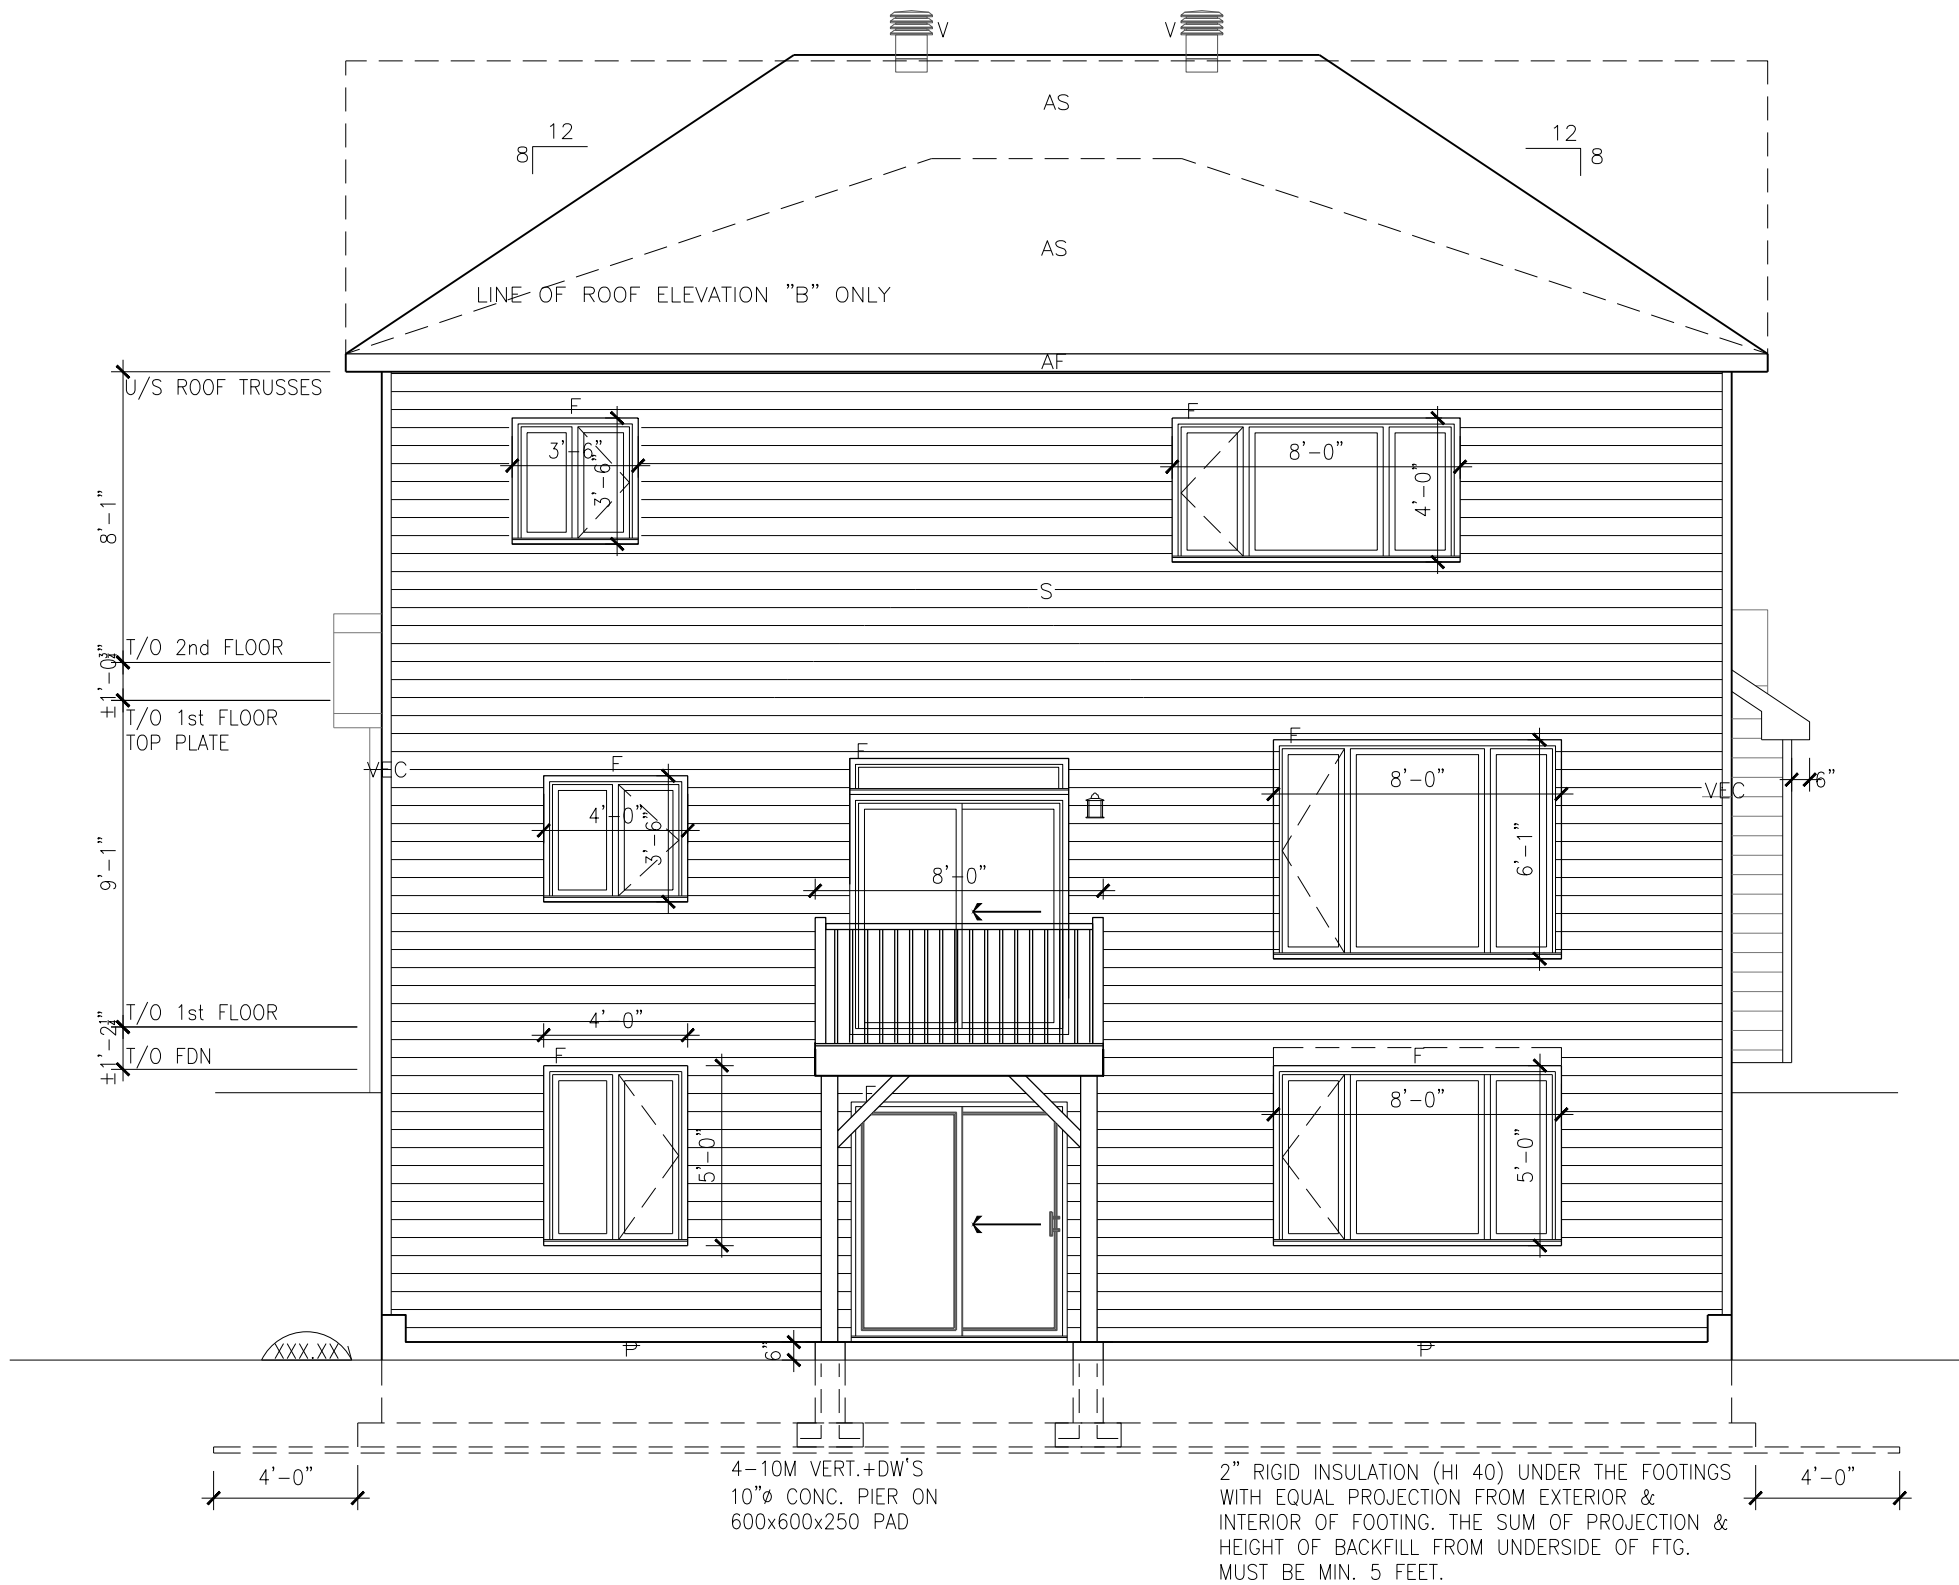 V
V
AS
12
8
12
8
AS
LINE OF ROOF ELEVATION "B" ONLY
AF
U/S ROOF TRUSSES
F
F
3'-6"
3'-6"
8'-0"
4'-0"
8'-1"
S
T/O 2nd FLOOR
±1'-0¾"
T/O 1st FLOOR
TOP PLATE
VEC
F
F
F
8'-0"
VEC
6"
4'-0"
3'-6"
6'-1"
8'-0"
9'-1"
T/O 1st FLOOR
4'-0"
T/O FDN
F
F
F
8'-0"
5'-0"
5'-0"
XXX.XX
6"
P
P
4'-0"
4-10M VERT.+DW'S
10"ø CONC. PIER ON
600x600x250 PAD
2" RIGID INSULATION (HI 40) UNDER THE FOOTINGS
WITH EQUAL PROJECTION FROM EXTERIOR &
INTERIOR OF FOOTING. THE SUM OF PROJECTION &
HEIGHT OF BACKFILL FROM UNDERSIDE OF FTG.
MUST BE MIN. 5 FEET.
4'-0"